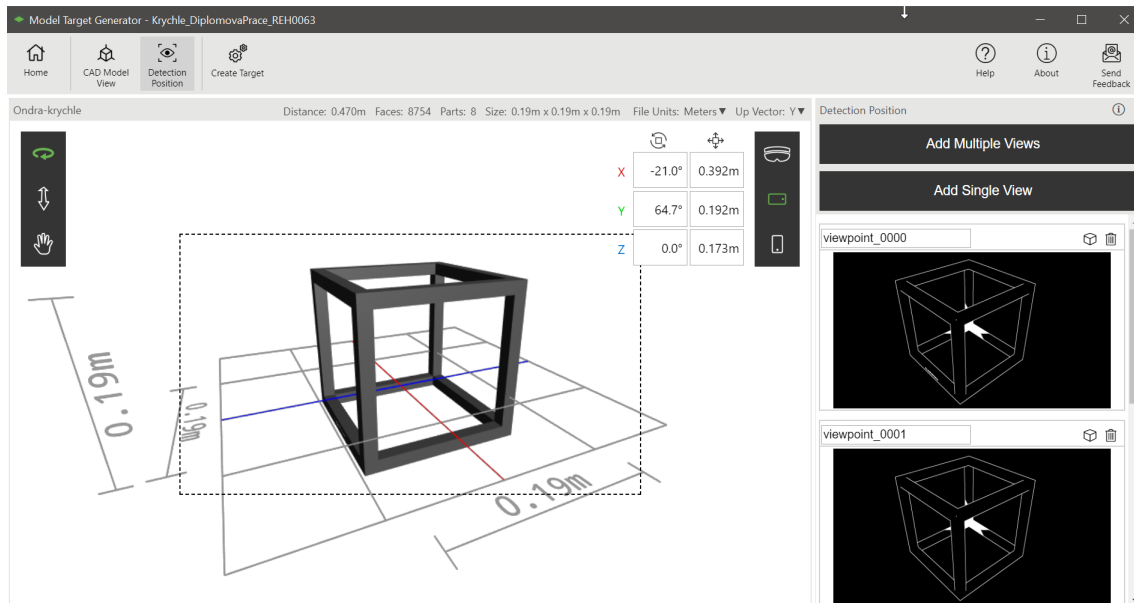 Model Target Generator - Krychle_DiplomovaPrace_REH0063
Home
CAD Model View
Detection Position
Create Target
Help
About
Send Feedback
Ondra-krychle
Distance: 0.470m Faces: 8754 Parts: 8 Size: 0.19m x 0.19m x 0.19m File Units: Meters▼ Up Vector: Y▼
X -21.0° 0.392m
Y 64.7° 0.192m
Z 0.0° 0.173m
0.19m
0.19m
0.19m
Detection Position
Add Multiple Views
Add Single View
viewpoint_0000
viewpoint_0001